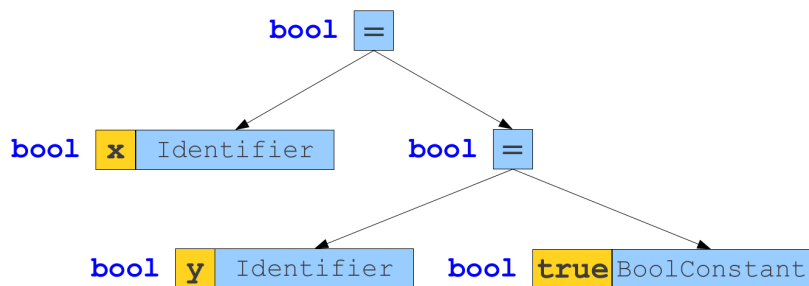 bool =
bool x Identifier bool =
bool y Identifier bool true BoolConstant